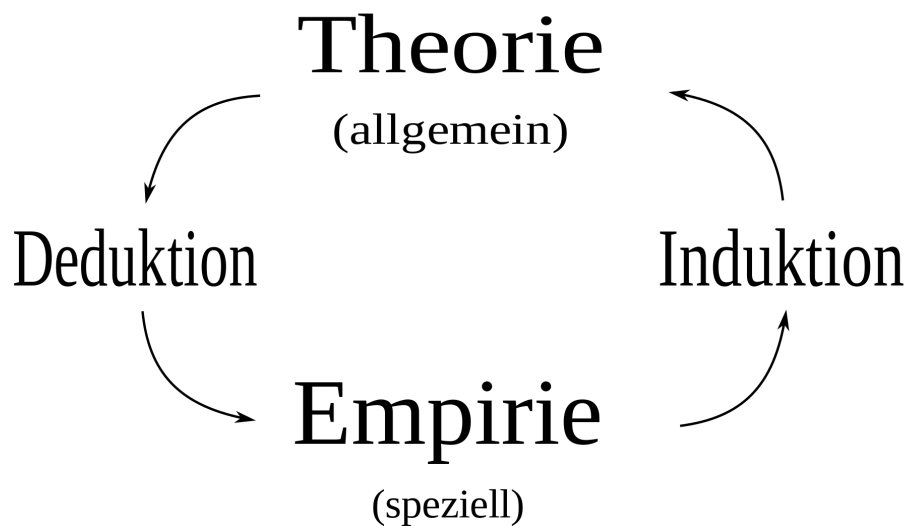 Theorie
(allgemein)
Deduktion
Induktion
Empirie
(speziell)